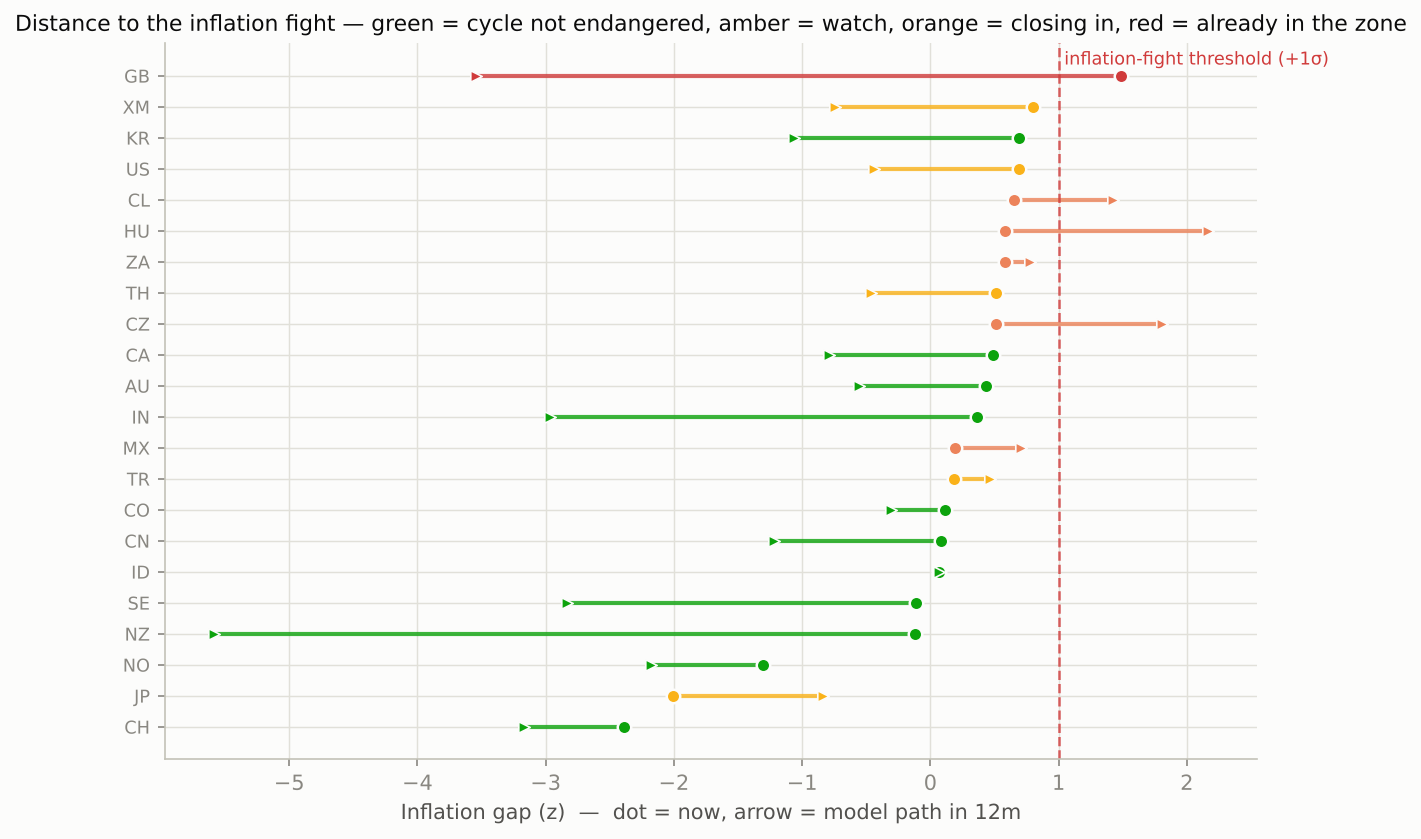 Distance to the inflation fight — green = cycle not endangered, amber = watch, orange = closing in, red = already in the zone
inflation-fight threshold (+1σ)
GB
XM
KR
US
CL
HU
ZA
TH
CZ
CA
AU
IN
MX
TR
CO
CN
ID
SE
NZ
NO
JP
CH
−5 −4 −3 −2 −1 0 1 2
Inflation gap (z) — dot = now, arrow = model path in 12m